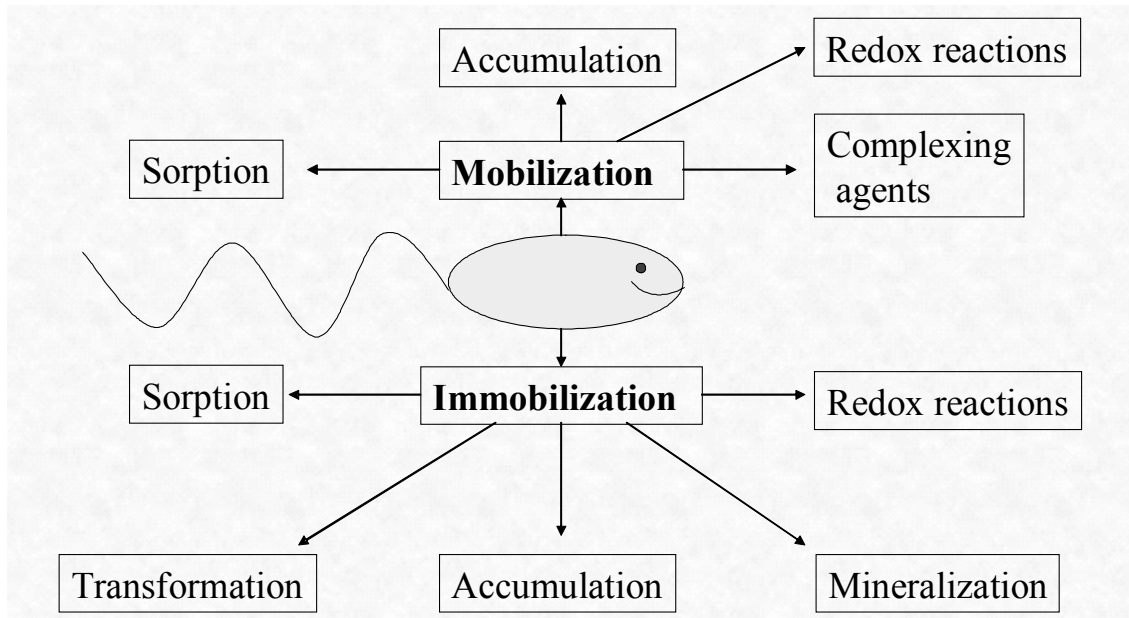 Accumulation
Redox reactions
Sorption
Mobilization
Complexing
agents
Sorption
Immobilization
Redox reactions
Transformation
Accumulation
Mineralization